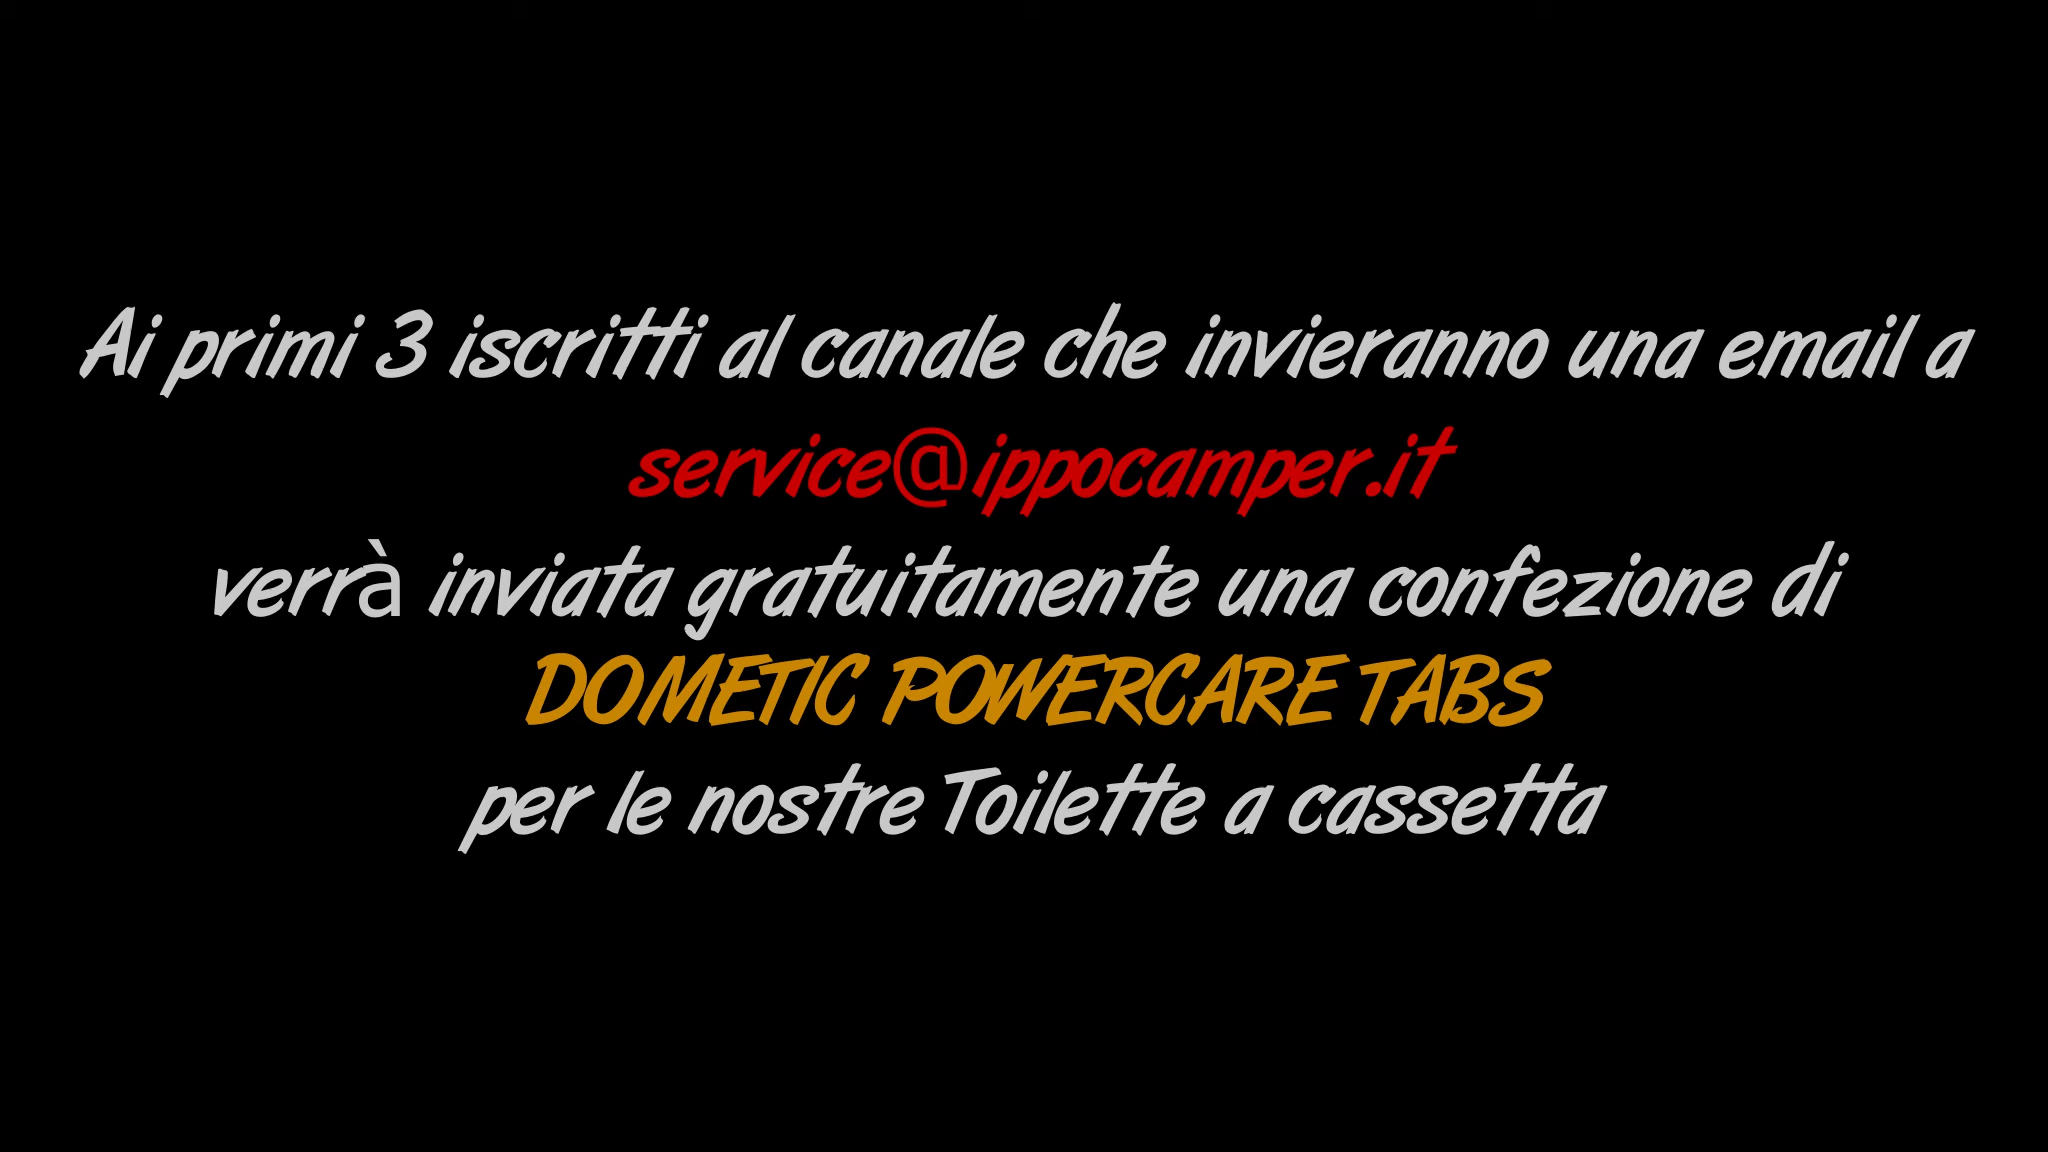 Ai primi 3 iscritti al canale che invieranno una email a
service@ippocamper.it
verrà inviata gratuitamente una confezione di
DOMETIC POWERCARE TABS
per le nostre Toilette a cassetta